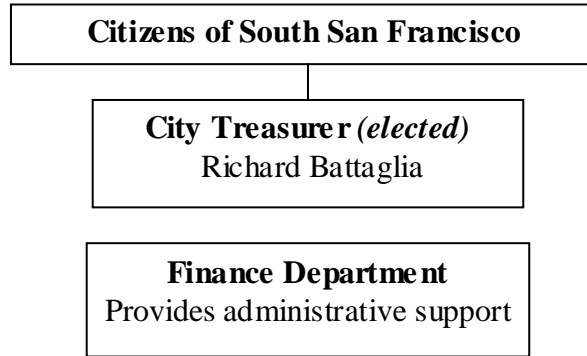 Citizens of South San Francisco
City Treasurer (elected)
Richard Battaglia
Finance Department
Provides administrative support